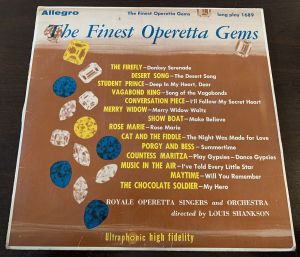 Allegro
The Finest Operetta Gems
long play 1689
The Finest Operetta Gems
THE FIREFLY—Donkey Serenade
DESERT SONG—The Desert Song
STUDENT PRINCE—Deep In My Heart, Dear
VAGABOND KING—Song of the Vagabonds
CONVERSATION PIECE—I'll Follow My Secret Heart
MERRY WIDOW—Merry Widow Waltz
SHOW BOAT—Make Believe
ROSE MARIE—Rose Marie
CAT AND THE FIDDLE—The Night Was Made for Love
PORGY AND BESS—Summertime
COUNTESS MARITZA—Play Gypsies—Dance Gypsies
MUSIC IN THE AIR—I've Told Every Little Star
MAYTIME—Will You Remember
THE CHOCOLATE SOLDIER—My Hero
ROYALE OPERETTA SINGERS and ORCHESTRA
directed by LOUIS SHANKSON
Ultraphonic high fidelity